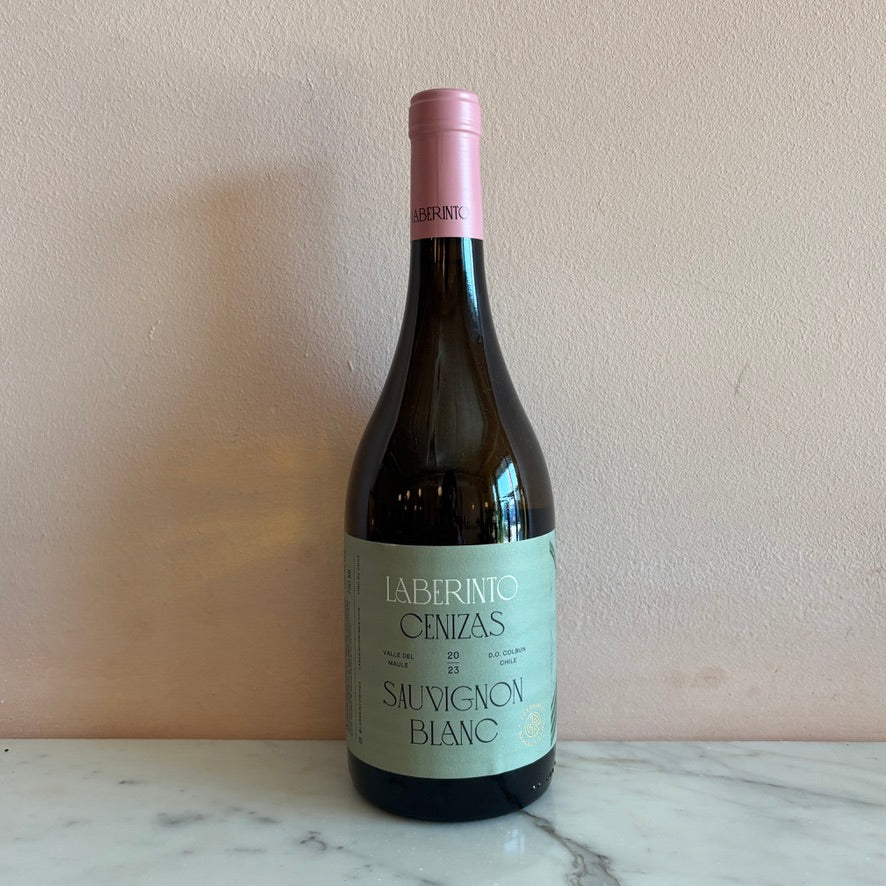 LABERINTO
LABERINTO
CENIZAS
VALLE DEL
MAULE
20
23
D.O. COLBUN
CHILE
SAUVIGNON
BLANC